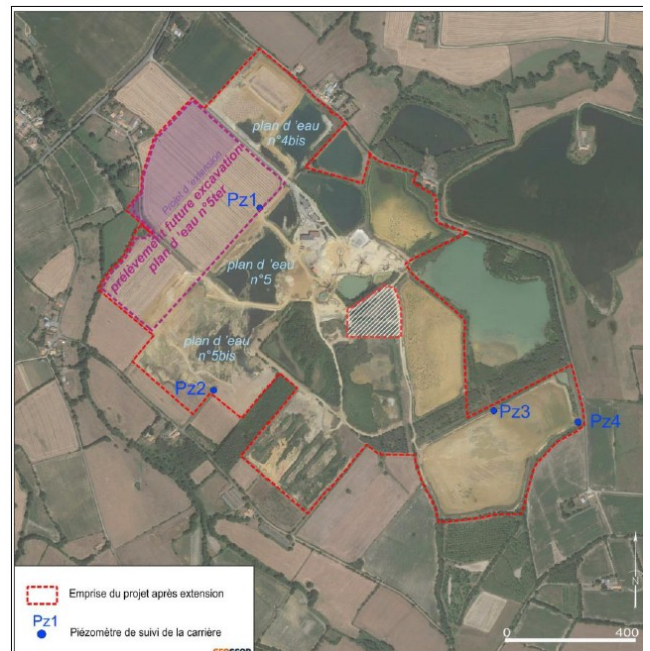 plan d 'eau
n°4bis
Projet d 'extension
prélèvement future excavation
plan d 'eau n°5ter
Pz1
plan d 'eau
n°5
plan d 'eau
n°5bis
Pz2
Pz3
Pz4
Emprise du projet après extension
Pz1
Piézomètre de suivi de la carrière
N
0 400